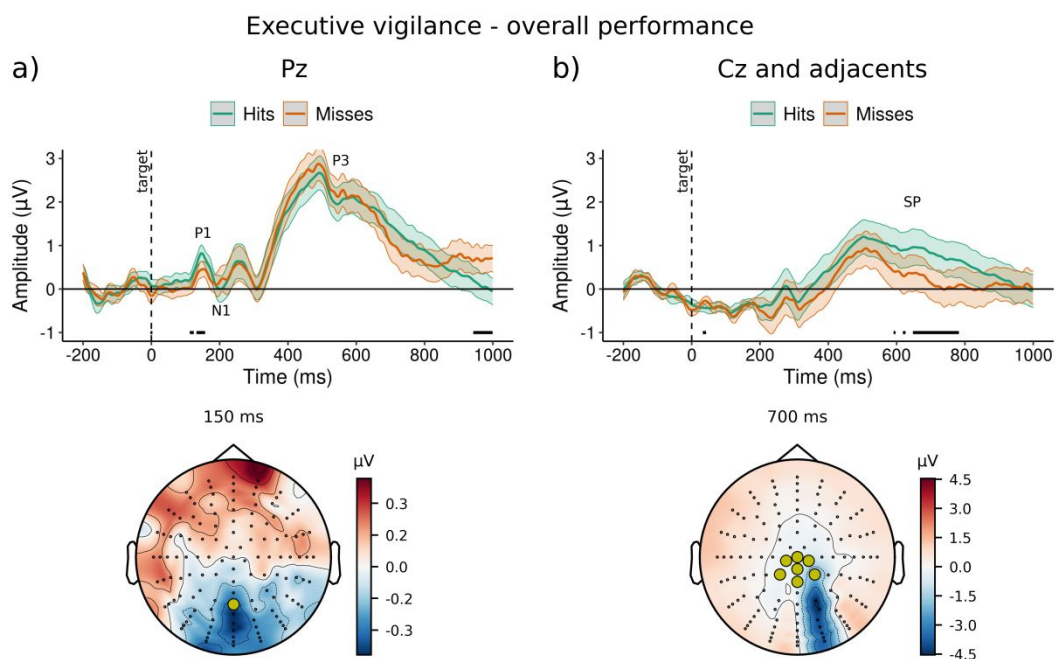 Executive vigilance - overall performance
a)
Pz
Hits Misses
3
2
1
0
-1
Amplitude (µV)
target
P1
N1
P3
-200 0 200 400 600 800 1000
Time (ms)
b)
Cz and adjacents
Hits Misses
3
2
1
0
-1
Amplitude (µV)
target
SP
-200 0 200 400 600 800 1000
Time (ms)
150 ms
µV
0.3
0.2
0.0
-0.2
-0.3
700 ms
µV
4.5
3.0
1.5
0.0
-1.5
-3.0
-4.5